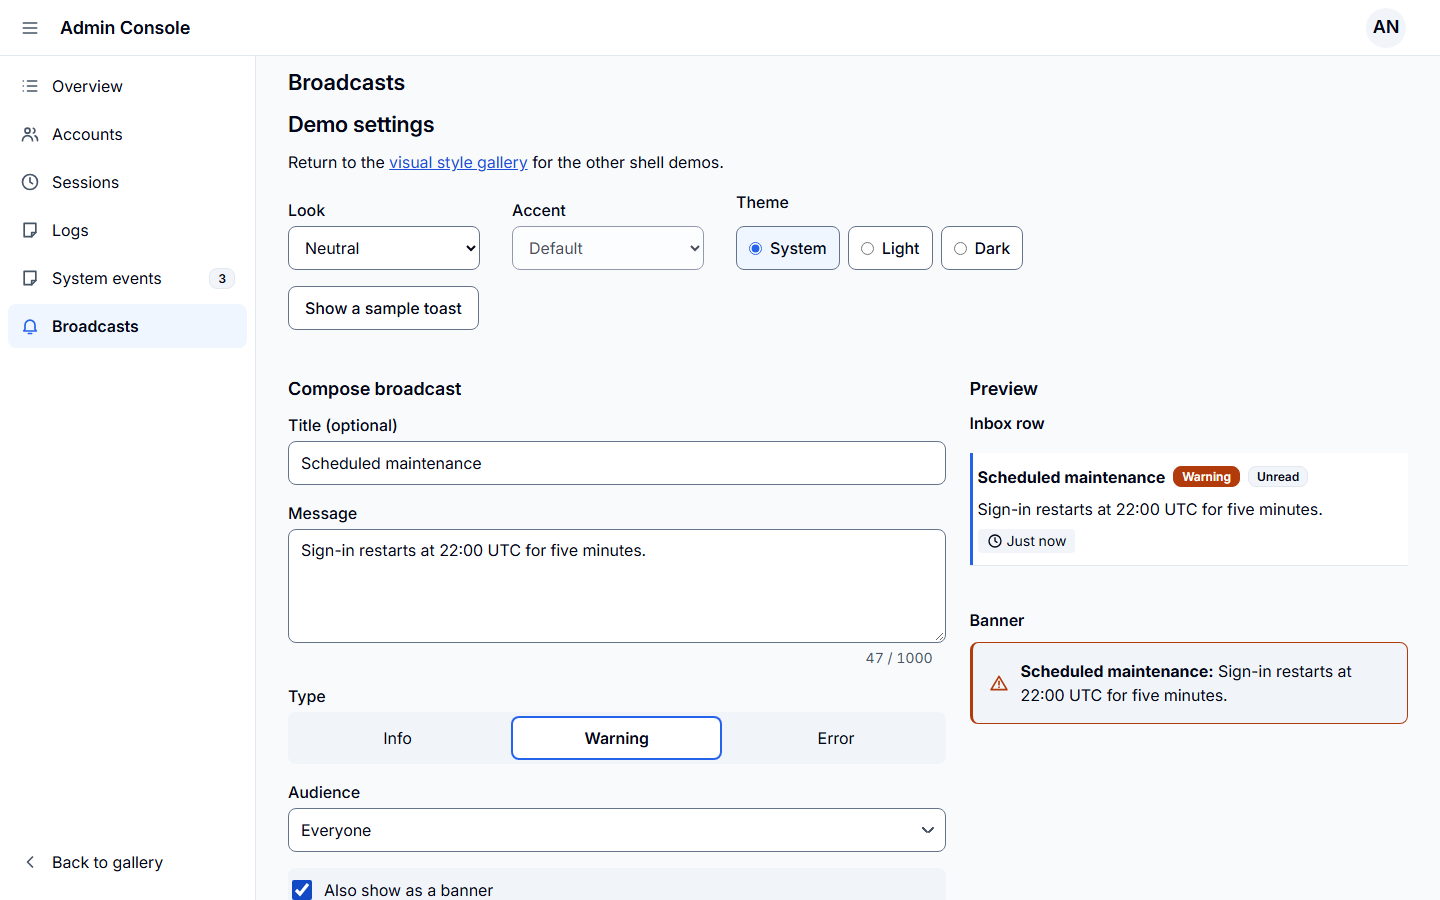 Admin Console
AN
Overview
Accounts
Sessions
Logs
System events 3
Broadcasts
Back to gallery
Broadcasts
Demo settings
Return to the visual style gallery for the other shell demos.
Look
Neutral
Accent
Default
Theme
System
Light
Dark
Show a sample toast
Compose broadcast
Title (optional)
Scheduled maintenance
Message
Sign-in restarts at 22:00 UTC for five minutes.
47 / 1000
Type
Info
Warning
Error
Audience
Everyone
Also show as a banner
Preview
Inbox row
Scheduled maintenance Warning Unread
Sign-in restarts at 22:00 UTC for five minutes.
Just now
Banner
Scheduled maintenance: Sign-in restarts at
22:00 UTC for five minutes.